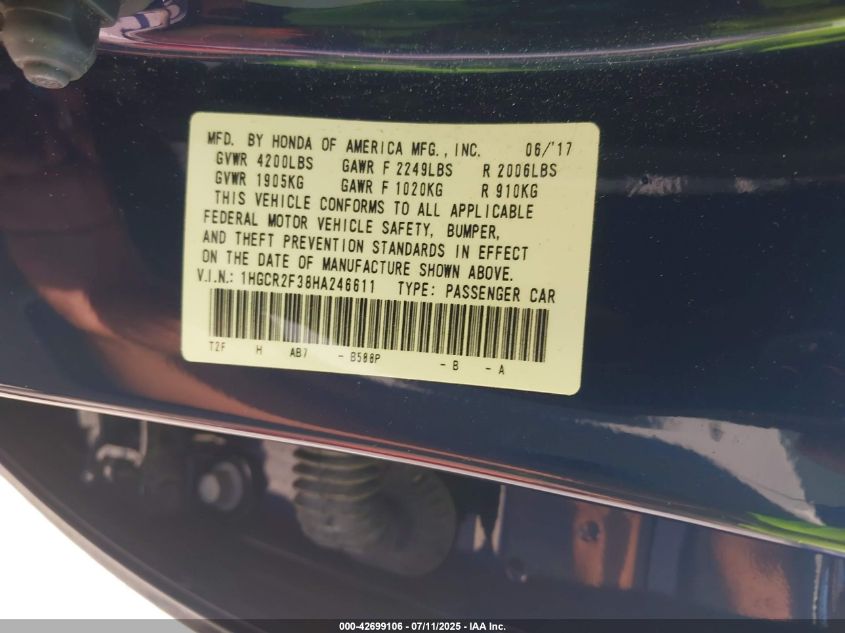 MFD. BY HONDA OF AMERICA MFG., INC. 06/'17
GVWR 4200LBS GAWR F 2249LBS R 2006LBS
GVWR 1905KG GAWR F 1020KG R 910KG
THIS VEHICLE CONFORMS TO ALL APPLICABLE
FEDERAL MOTOR VEHICLE SAFETY, BUMPER,
AND THEFT PREVENTION STANDARDS IN EFFECT
ON THE DATE OF MANUFACTURE SHOWN ABOVE.
V.I.N.: 1HGCR2F38HA246611 TYPE: PASSENGER CAR
T2F H AB7 - B588P - B - A
000-42699106 - 07/11/2025 - IAA Inc.